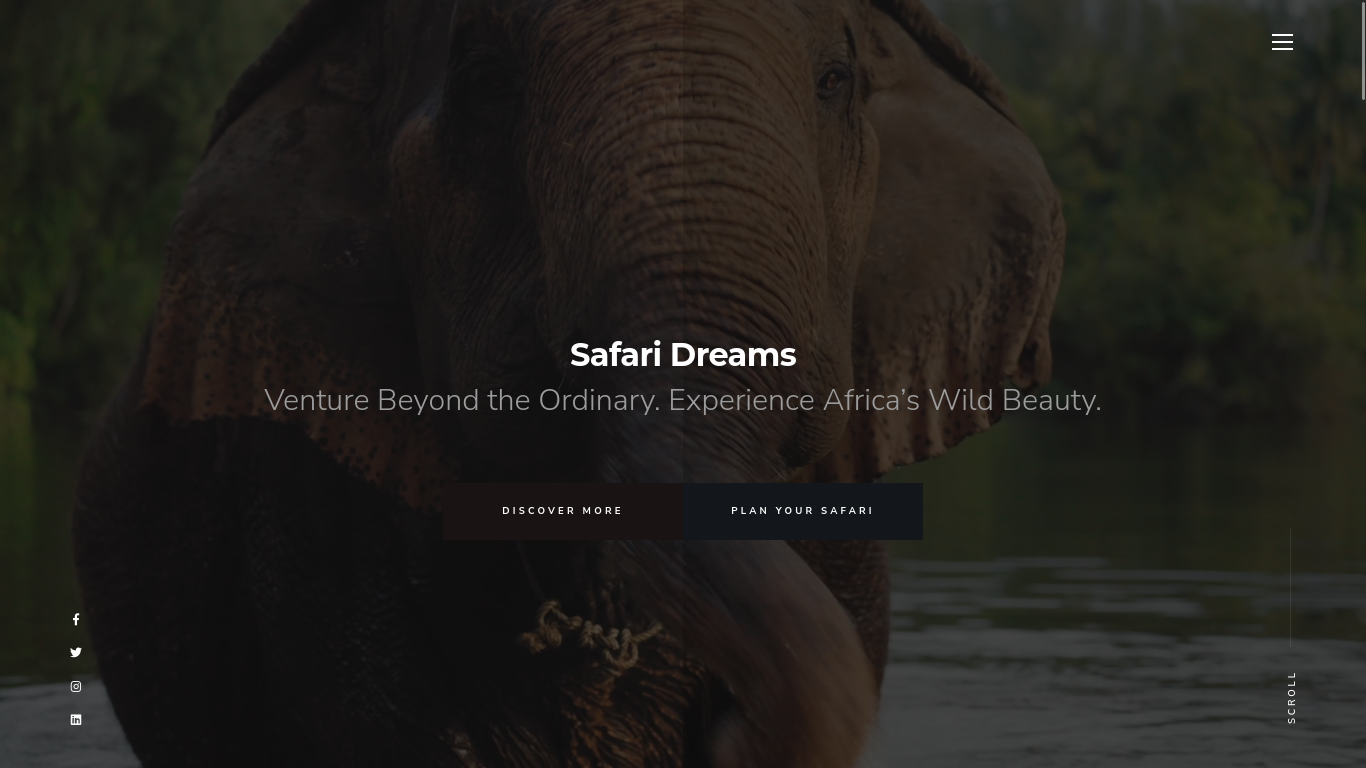 Safari Dreams
Venture Beyond the Ordinary. Experience Africa’s Wild Beauty.
DISCOVER MORE
PLAN YOUR SAFARI
SCROLL